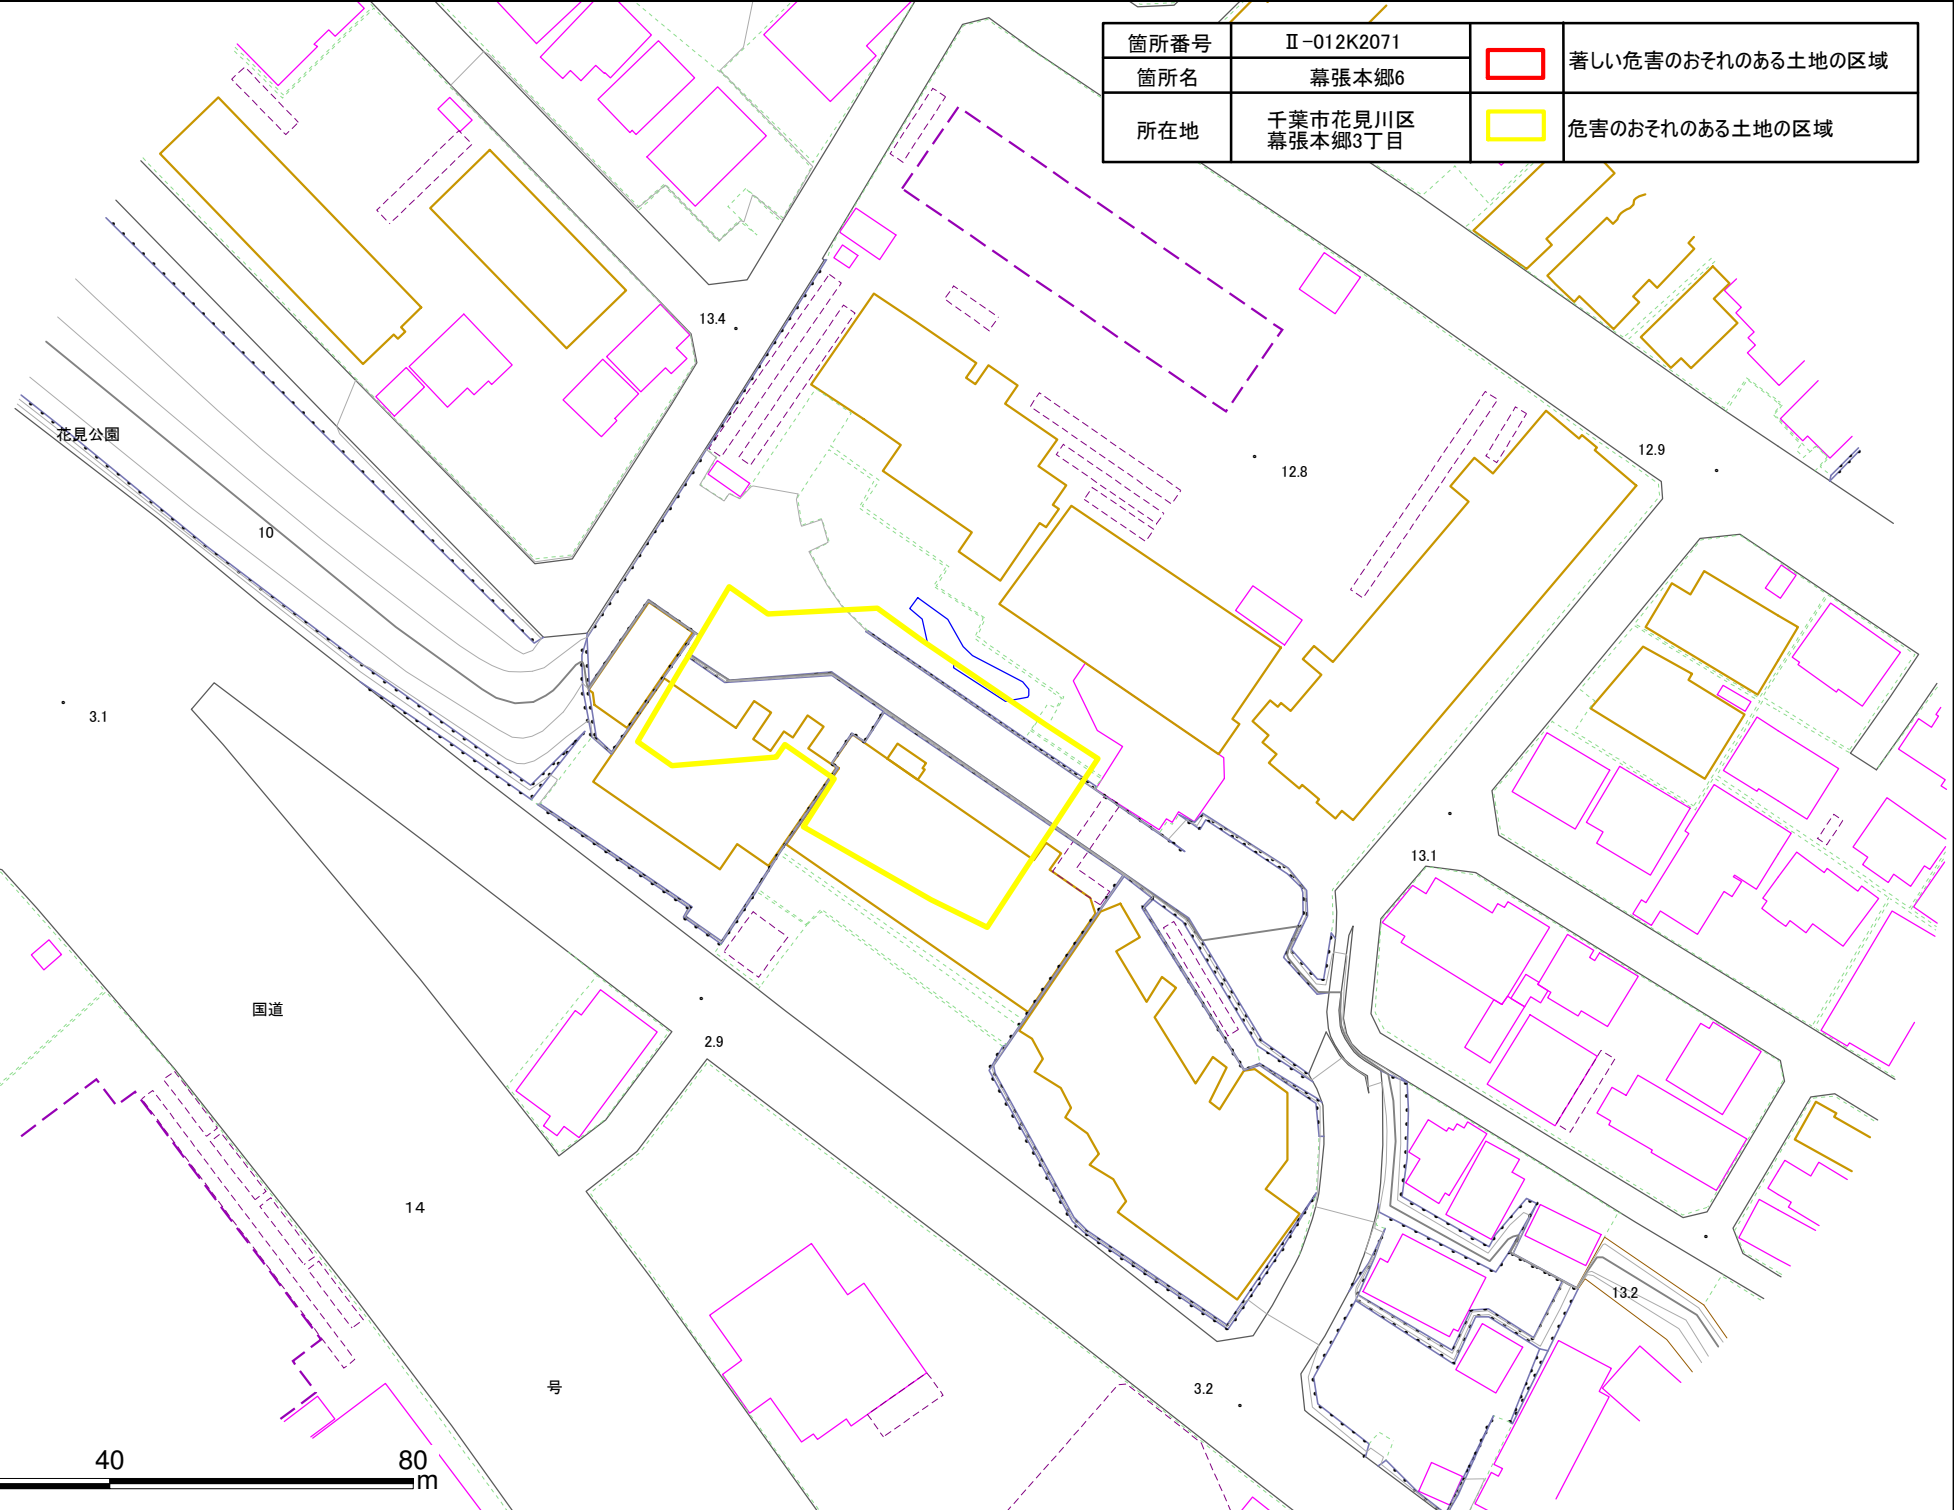 箇所番号
Ⅱ-012K2071
著しい危害のおそれのある土地の区域
箇所名
幕張本郷6
所在地
千葉市花見川区
幕張本郷3丁目
危害のおそれのある土地の区域
13.4
花見公園
12.9
12.8
10
3.1
13.1
国道
2.9
14
13.2
号
3.2
40
80
m